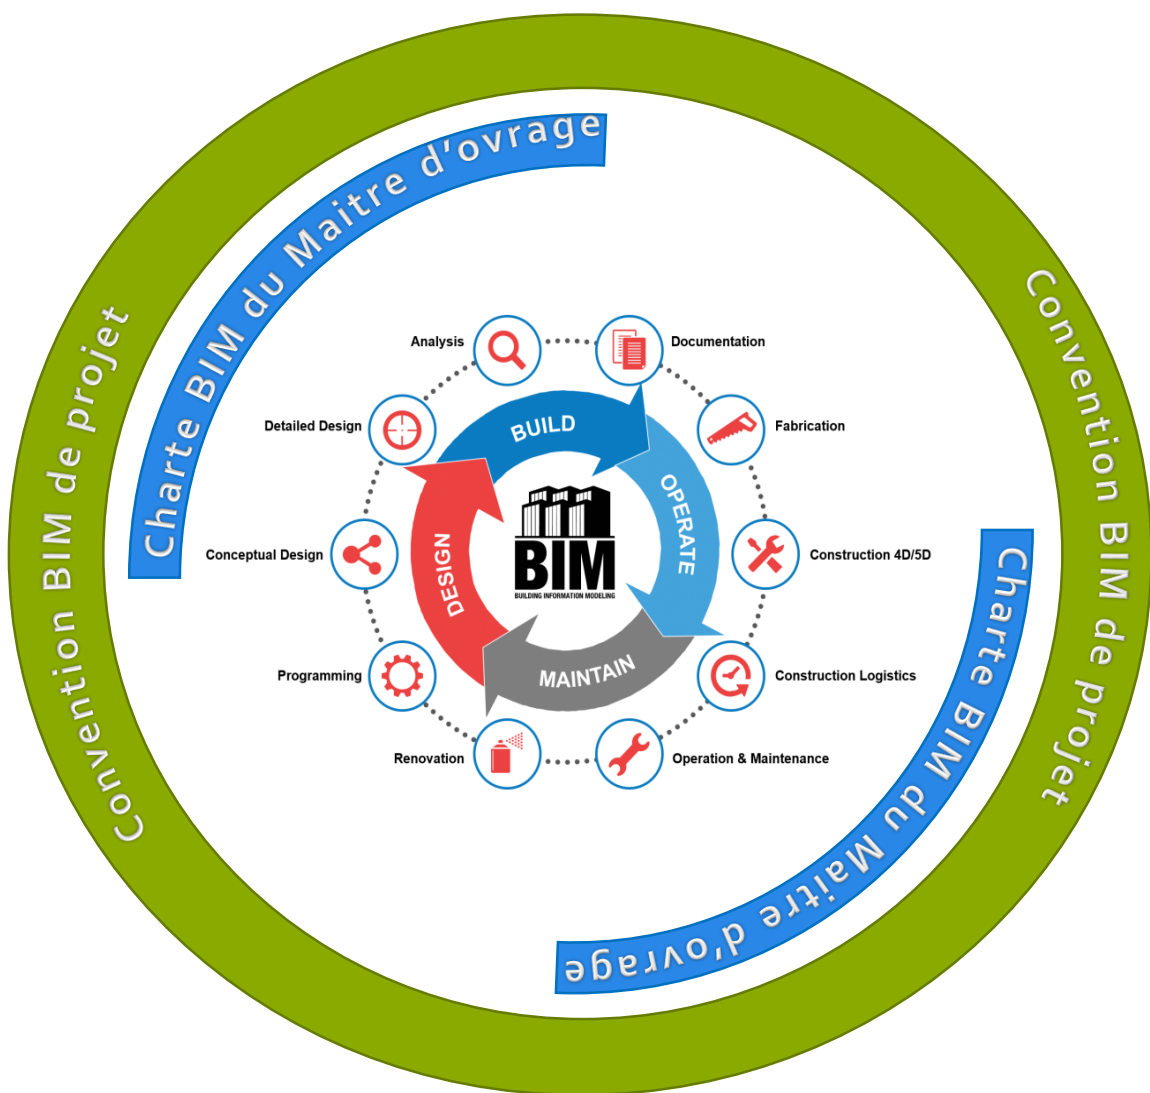 Convention BIM de projet
Charte BIM du Maitre d'ovrage
Convention BIM de projet
Charte BIM du Maitre d'ovrage
Analysis
Documentation
Detailed Design
Fabrication
Conceptual Design
Construction 4D/5D
Programming
Construction Logistics
Renovation
Operation & Maintenance
BUILD
OPERATE
MAINTAIN
DESIGN
BIM
BUILDING INFORMATION MODELING